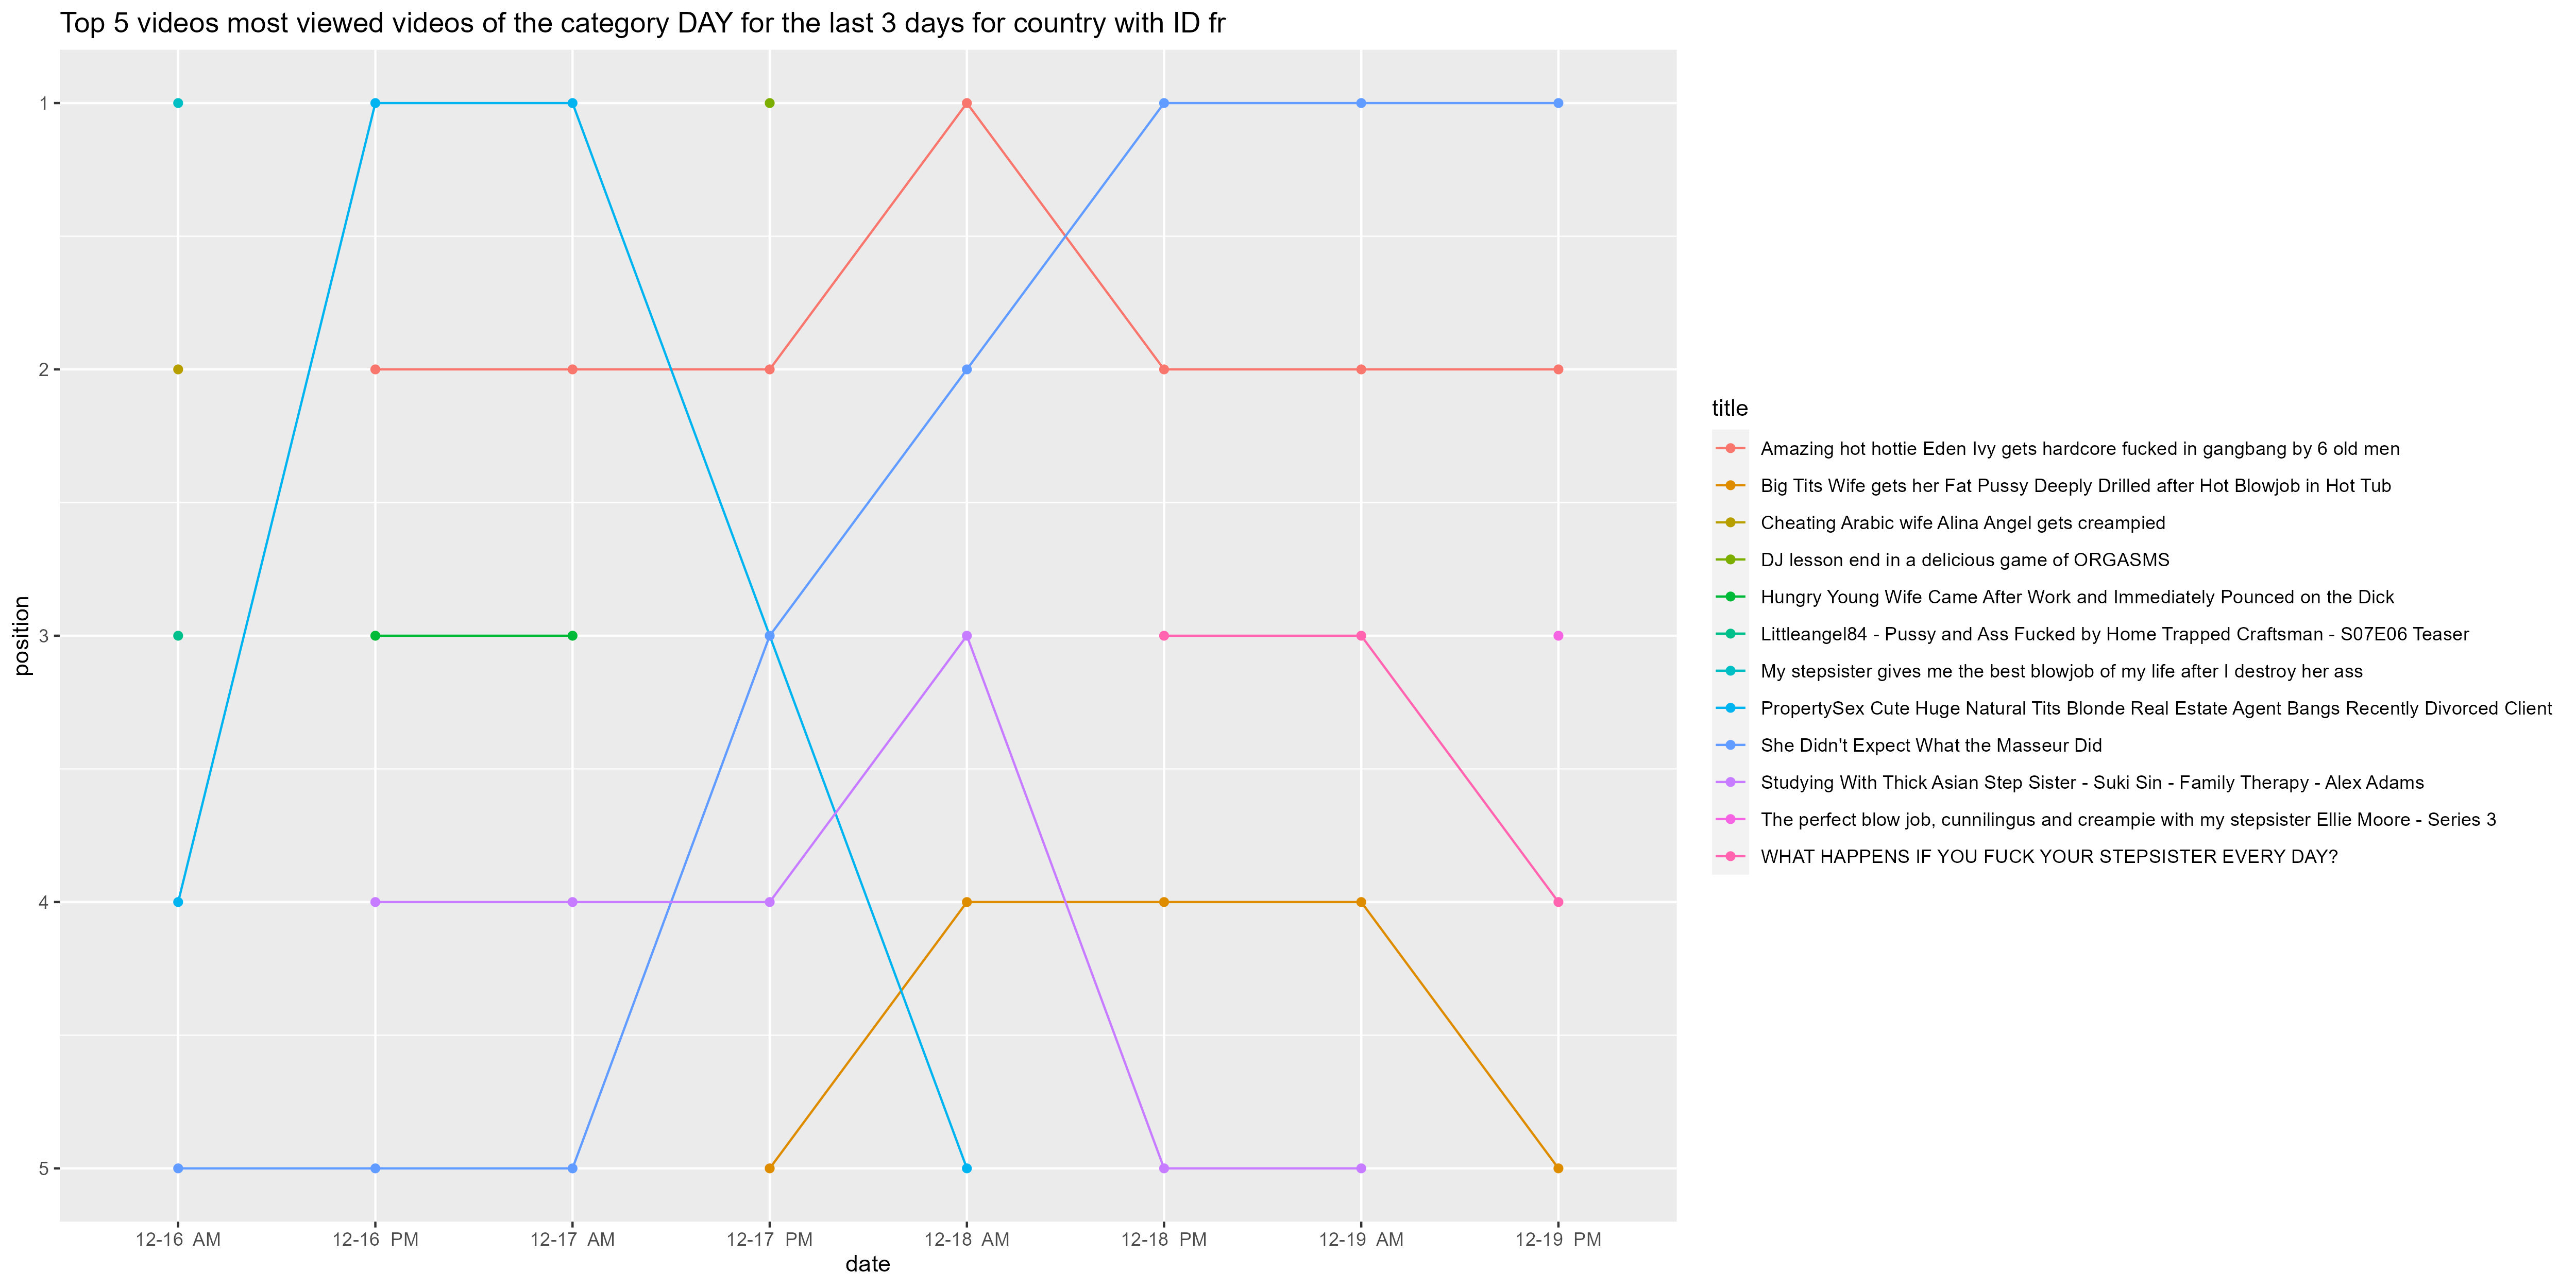 Top 5 videos most viewed videos of the category DAY for the last 3 days for country with ID fr
1
2
3
4
5
position
12-16 AM
12-16 PM
12-17 AM
12-17 PM
12-18 AM
12-18 PM
12-19 AM
12-19 PM
date
title
Amazing hot hottie Eden Ivy gets hardcore fucked in gangbang by 6 old men
Big Tits Wife gets her Fat Pussy Deeply Drilled after Hot Blowjob in Hot Tub
Cheating Arabic wife Alina Angel gets creampied
DJ lesson end in a delicious game of ORGASMS
Hungry Young Wife Came After Work and Immediately Pounced on the Dick
Littleangel84 - Pussy and Ass Fucked by Home Trapped Craftsman - S07E06 Teaser
My stepsister gives me the best blowjob of my life after I destroy her ass
PropertySex Cute Huge Natural Tits Blonde Real Estate Agent Bangs Recently Divorced Client
She Didn't Expect What the Masseur Did
Studying With Thick Asian Step Sister - Suki Sin - Family Therapy - Alex Adams
The perfect blow job, cunnilingus and creampie with my stepsister Ellie Moore - Series 3
WHAT HAPPENS IF YOU FUCK YOUR STEPSISTER EVERY DAY?